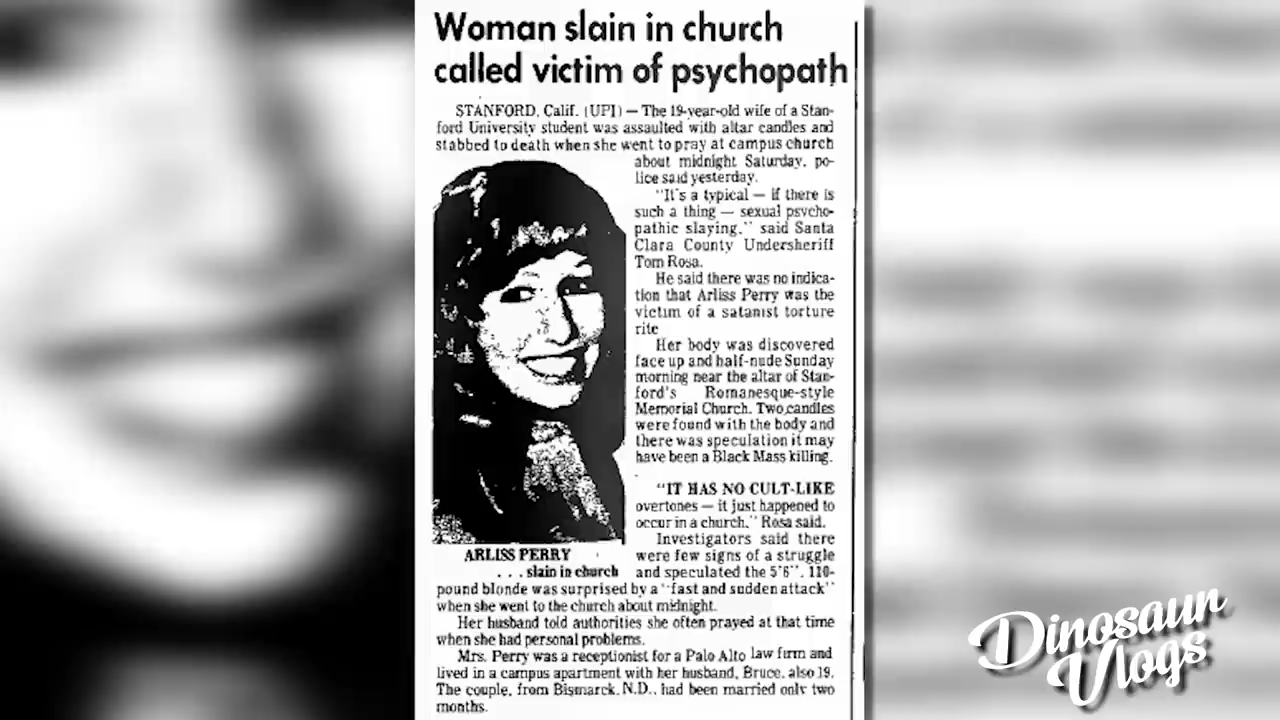 Woman slain in church
called victim of psychopath
STANFORD, Calif. (UPI) — The 19-year-old wife of a Stan-
ford University student was assaulted with altar candles and
stabbed to death when she went to pray at campus church
about midnight Saturday, po-
lice said yesterday.
"It's a typical — if there is
such a thing — sexual psycho-
pathic slaying," said Santa
Clara County Undersheriff
Tom Rosa.
He said there was no indica-
tion that Arliss Perry was the
victim of a satanist torture
rite
Her body was discovered
face up and half-nude Sunday
morning near the altar of Stan-
ford's Romanesque-style
Memorial Church. Two candles
were found with the body and
there was speculation it may
have been a Black Mass killing.
"IT HAS NO CULT-LIKE
overtones — it just happened to
occur in a church," Rosa said.
Investigators said there
were few signs of a struggle
and speculated the 5'6", 110-
ARLISS PERRY
. . . slain in church
pound blonde was surprised by a "fast and sudden attack"
when she went to the church about midnight.
Her husband told authorities she often prayed at that time
when she had personal problems.
Mrs. Perry was a receptionist for a Palo Alto law firm and
lived in a campus apartment with her husband, Bruce, also 19.
The couple, from Bismarck, N.D., had been married only two
months.
Dinosaur
Vlogs